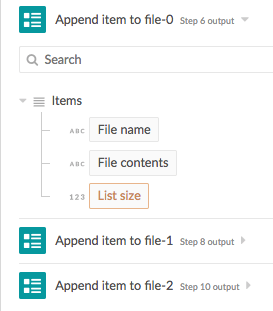 Append item to file-0 Step 6 output
Search
Items
ABC File name
ABC File contents
123 List size
Append item to file-1 Step 8 output
Append item to file-2 Step 10 output